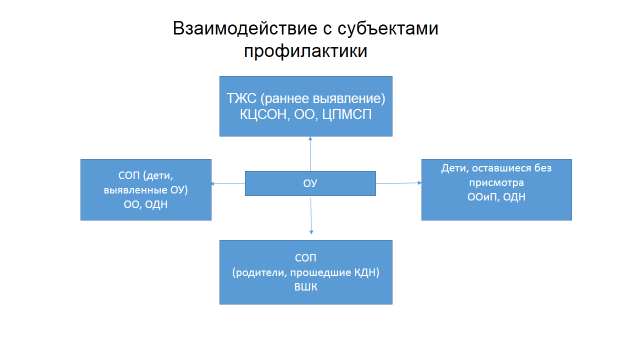 Взаимодействие с субъектами
профилактики
ТЖС (раннее выявление)
КЦСОН, ОО, ЦПМСП
СОП (дети,
выявленные ОУ)
ОО, ОДН
ОУ
Дети, оставшиеся без
присмотра
ООиП, ОДН
СОП
(родители, прошедшие КДН)
ВШК